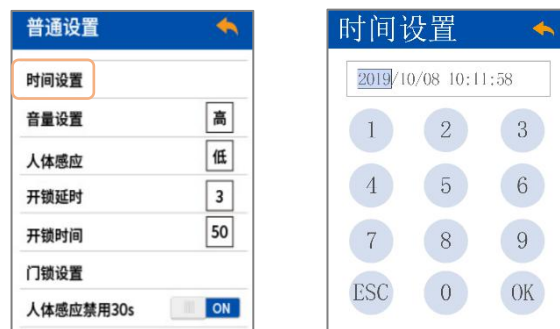 普通设置
时间设置
音量设置 高
人体感应 低
开锁延时 3
开锁时间 50
门锁设置
人体感应禁用30s ON
时间设置
2019/10/08 10:11:58
1 2 3
4 5 6
7 8 9
ESC 0 OK